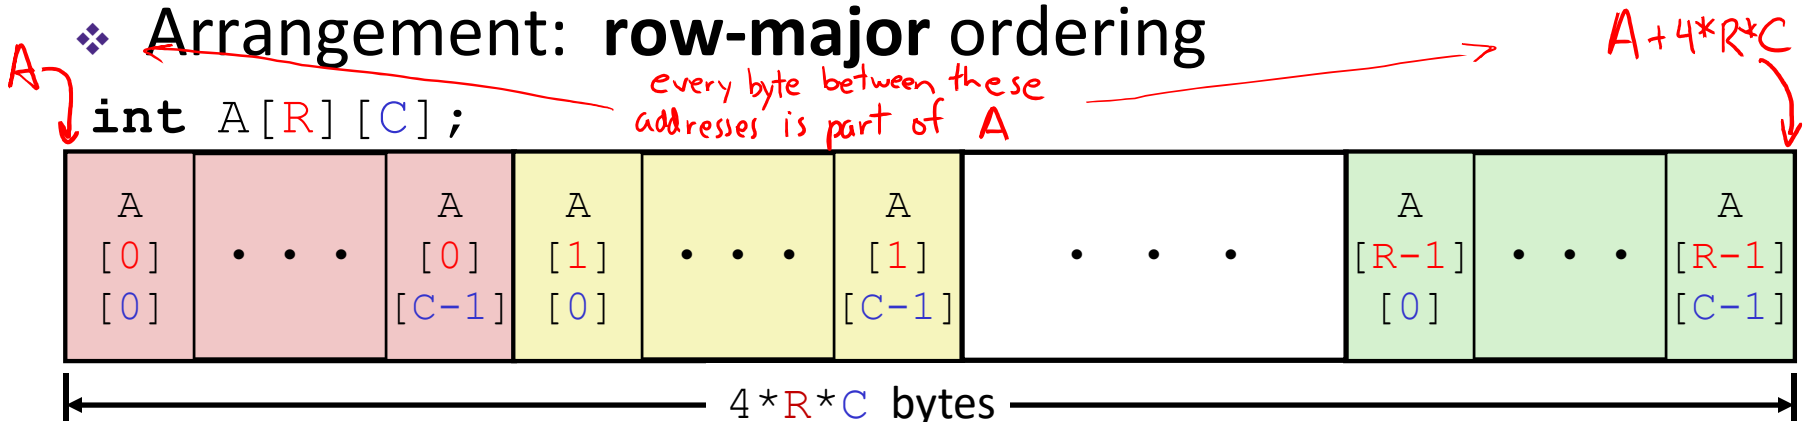 ❖ Arrangement: row-major ordering
A
A+4*R*C
every byte between these
addresses is part of A
int A[R][C];
A A A A A A
[0] • • • [0] [1] • • • [1] • • • [R-1] • • • [R-1]
[0] [C-1] [0] [C-1] [0] [C-1]
4*R*C bytes